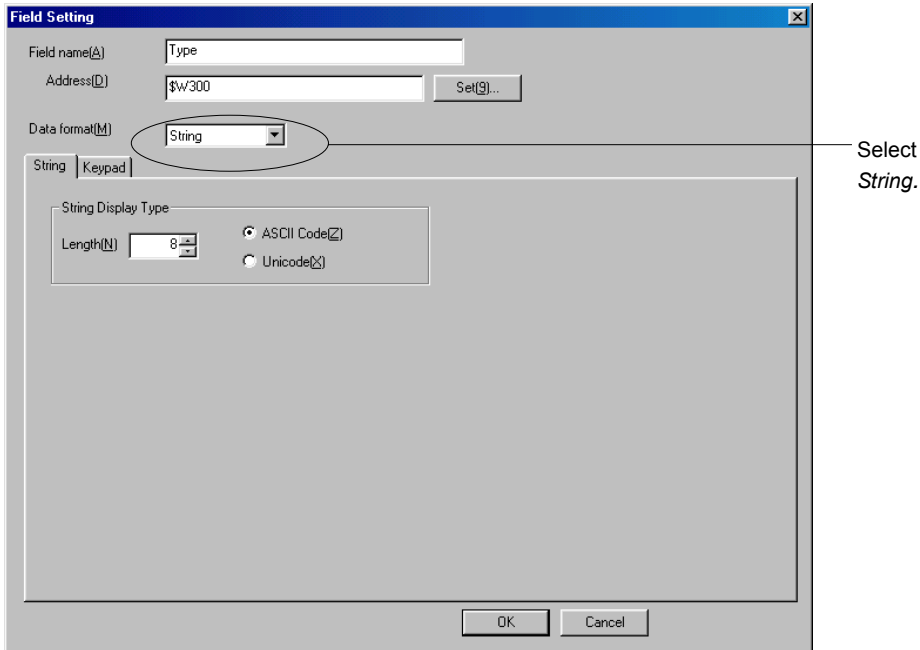 Field Setting
Field name(A) Type
Address(D) $W300 Set(9)...
Data format(M) String
Select
String.
String Keypad
String Display Type
Length(N) 8 ASCII Code(Z)
Unicode(X)
OK Cancel